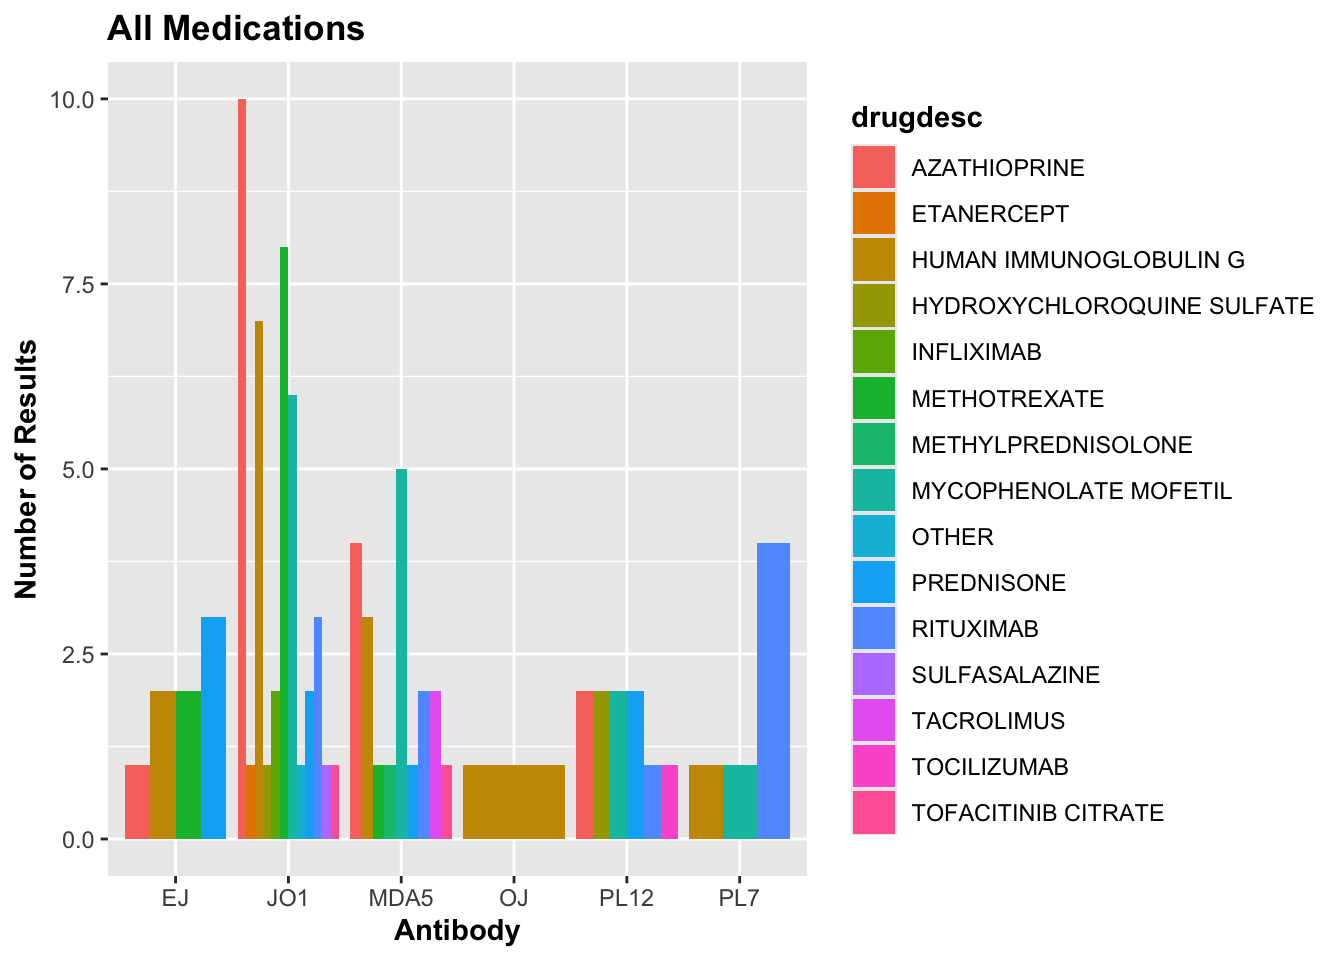 All Medications
10.0
7.5
5.0
2.5
0.0
Number of Results
EJ JO1 MDA5 OJ PL12 PL7
Antibody
drugdesc
AZATHIOPRINE
ETANERCEPT
HUMAN IMMUNOGLOBULIN G
HYDROXYCHLOROQUINE SULFATE
INFLIXIMAB
METHOTREXATE
METHYLPREDNISOLONE
MYCOPHENOLATE MOFETIL
OTHER
PREDNISONE
RITUXIMAB
SULFASALAZINE
TACROLIMUS
TOCILIZUMAB
TOFACITINIB CITRATE